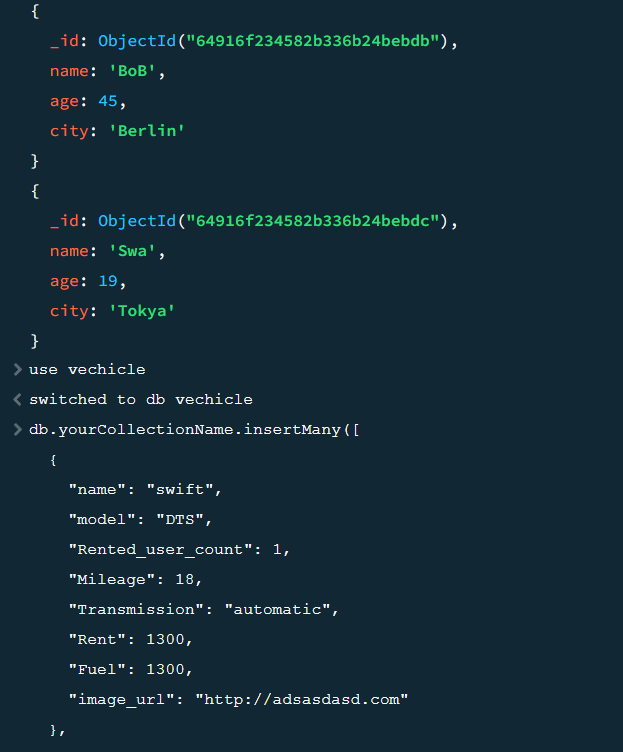 {
_id: ObjectId("64916f234582b336b24bebdb"),
name: 'BoB',
age: 45,
city: 'Berlin'
}
{
_id: ObjectId("64916f234582b336b24bebdc"),
name: 'Swa',
age: 19,
city: 'Tokya'
}
> use vechicle
< switched to db vechicle
> db.yourCollectionName.insertMany([
{
"name": "swift",
"model": "DTS",
"Rented_user_count": 1,
"Mileage": 18,
"Transmission": "automatic",
"Rent": 1300,
"Fuel": 1300,
"image_url": "http://adsasdasd.com"
},